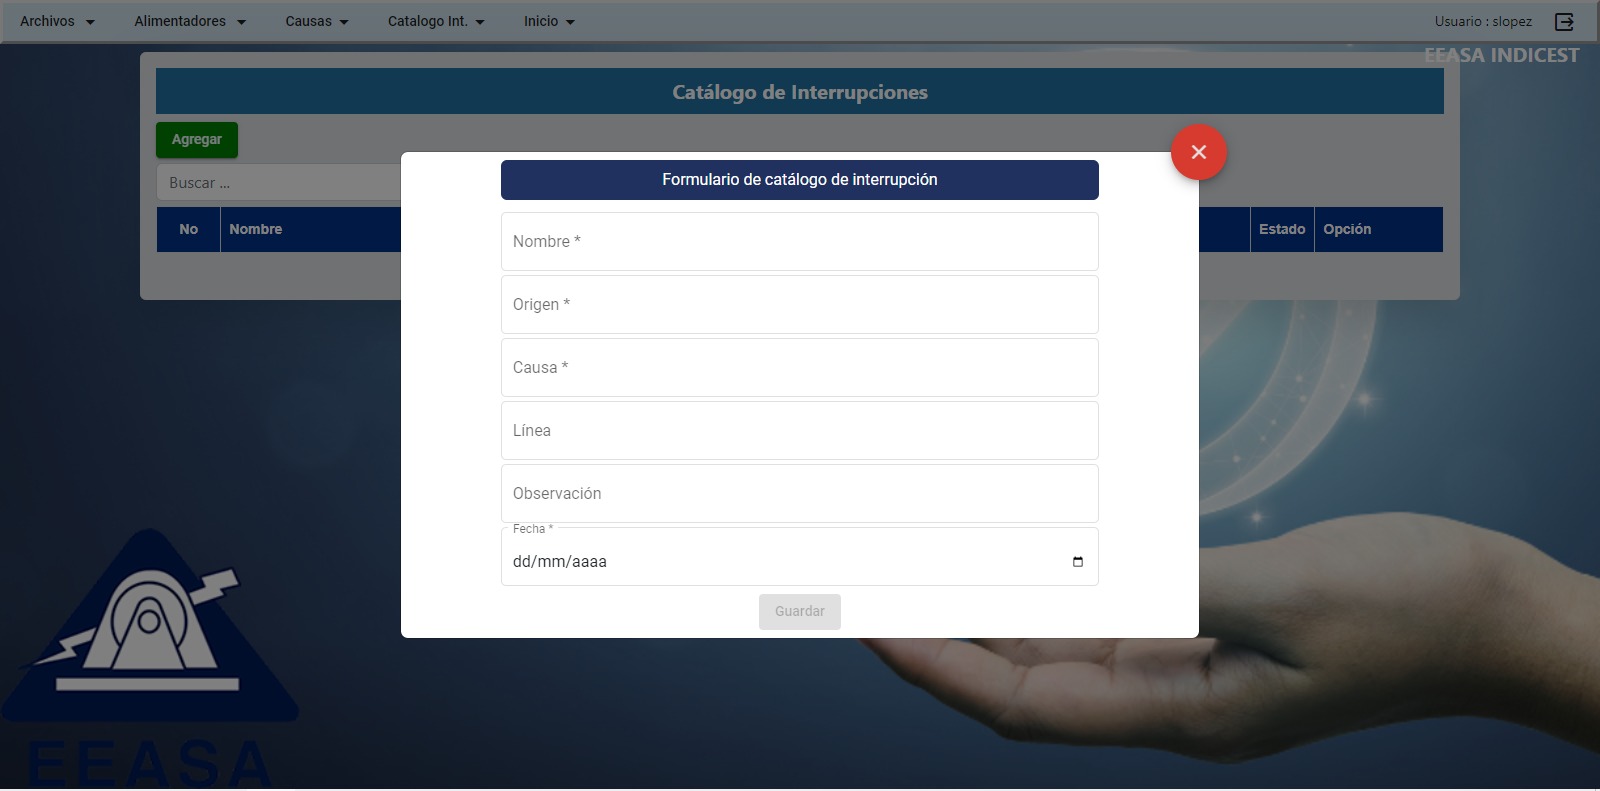 Archivos Alimentadores Causas Catalogo Int. Inicio Usuario : slopez
EEASA INDICEST
Catálogo de Interrupciones
Agregar
Buscar ...
No Nombre Estado Opción
Formulario de catálogo de interrupción
Nombre *
Origen *
Causa *
Línea
Observación
Fecha *
dd/mm/aaaa
Guardar
EEASA